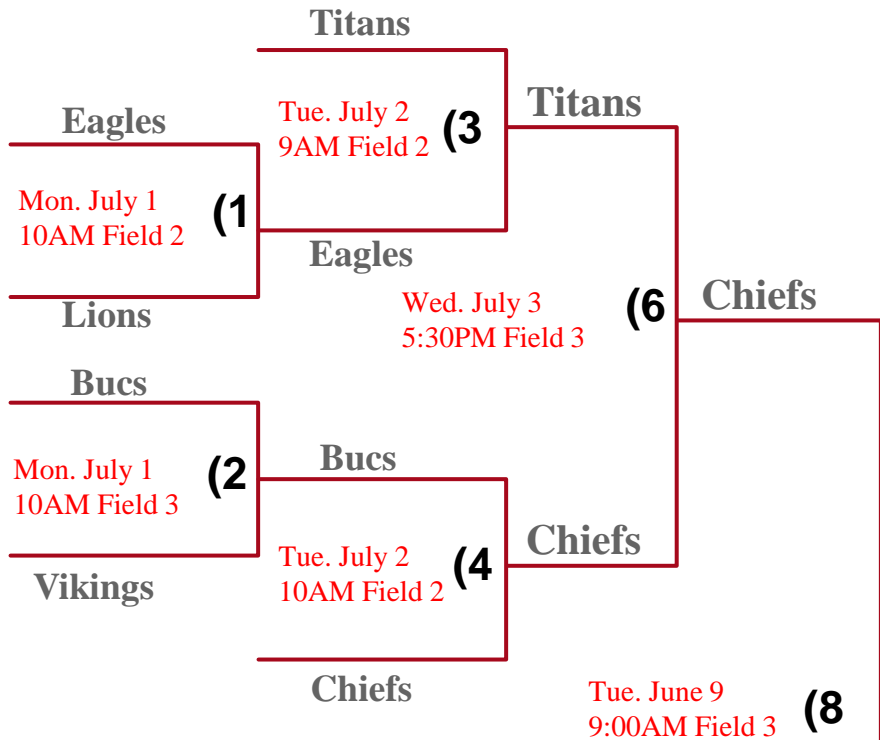 Titans
Tue. July 2
9AM Field 2
(3
Titans
Eagles
Mon. July 1
10AM Field 2
(1
Eagles
Lions
Wed. July 3
5:30PM Field 3
(6
Chiefs
Bucs
Mon. July 1
10AM Field 3
(2
Bucs
Vikings
Tue. July 2
10AM Field 2
(4
Chiefs
Chiefs
Tue. June 9
9:00AM Field 3
(8